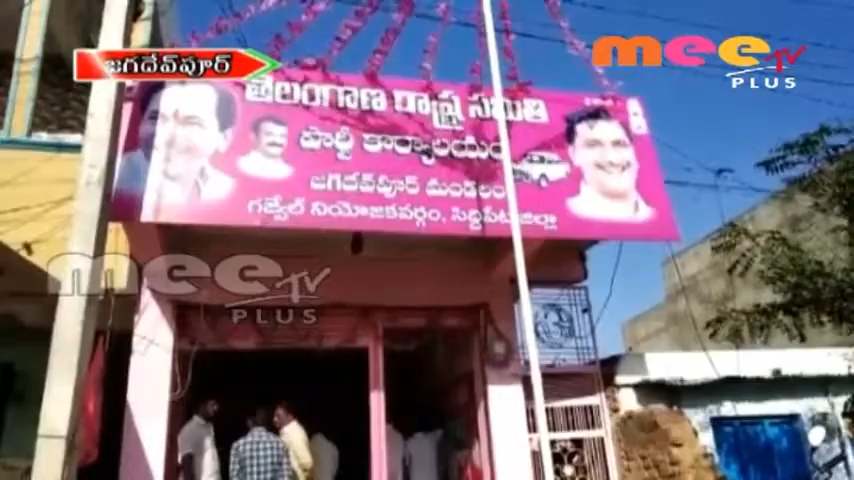 mee TV
PLUS
జగదేవ్‌పూర్
తెలంగాణ రాష్ట్ర సమితి
పార్టీ కార్యాలయం
జగదేవ్‌పూర్ మండలం
గజ్వేల్ నియోజకవర్గం, సిద్దిపేట జిల్లా
mee TV
PLUS